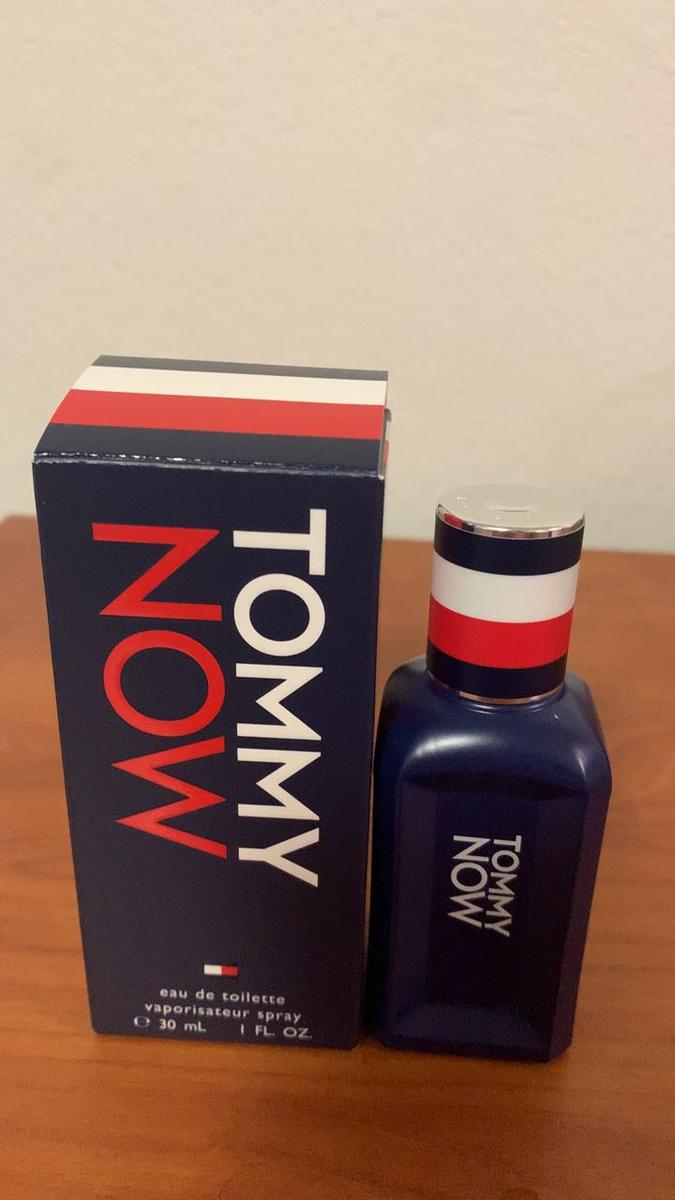 TOMMY
NOW
eau de toilette
vaporisateur spray
℮ 30 mL 1 FL. OZ.
TOMMY
NOW